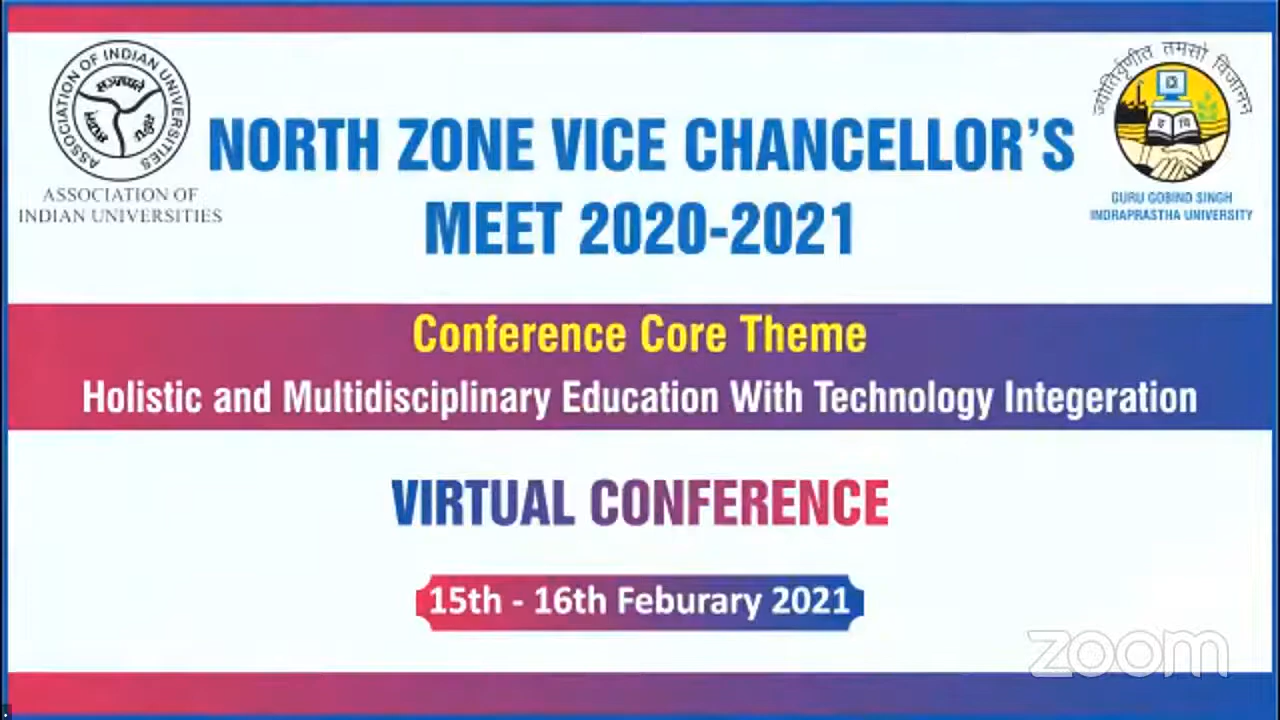 ASSOCIATION OF INDIAN UNIVERSITIES
ASSOCIATION OF
INDIAN UNIVERSITIES
NORTH ZONE VICE CHANCELLOR'S
MEET 2020-2021
GURU GOBIND SINGH
INDRAPRASTHA UNIVERSITY
Conference Core Theme
Holistic and Multidisciplinary Education With Technology Integeration
VIRTUAL CONFERENCE
15th - 16th Feburary 2021
zoom